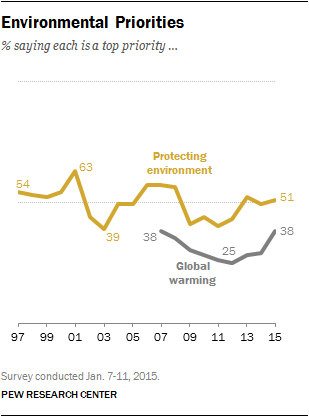 Environmental Priorities
% saying each is a top priority ...
63
Protecting
environment
54
51
39
38
38
25
Global
warming
97 99 01 03 05 07 09 11 13 15
Survey conducted Jan. 7-11, 2015.
PEW RESEARCH CENTER